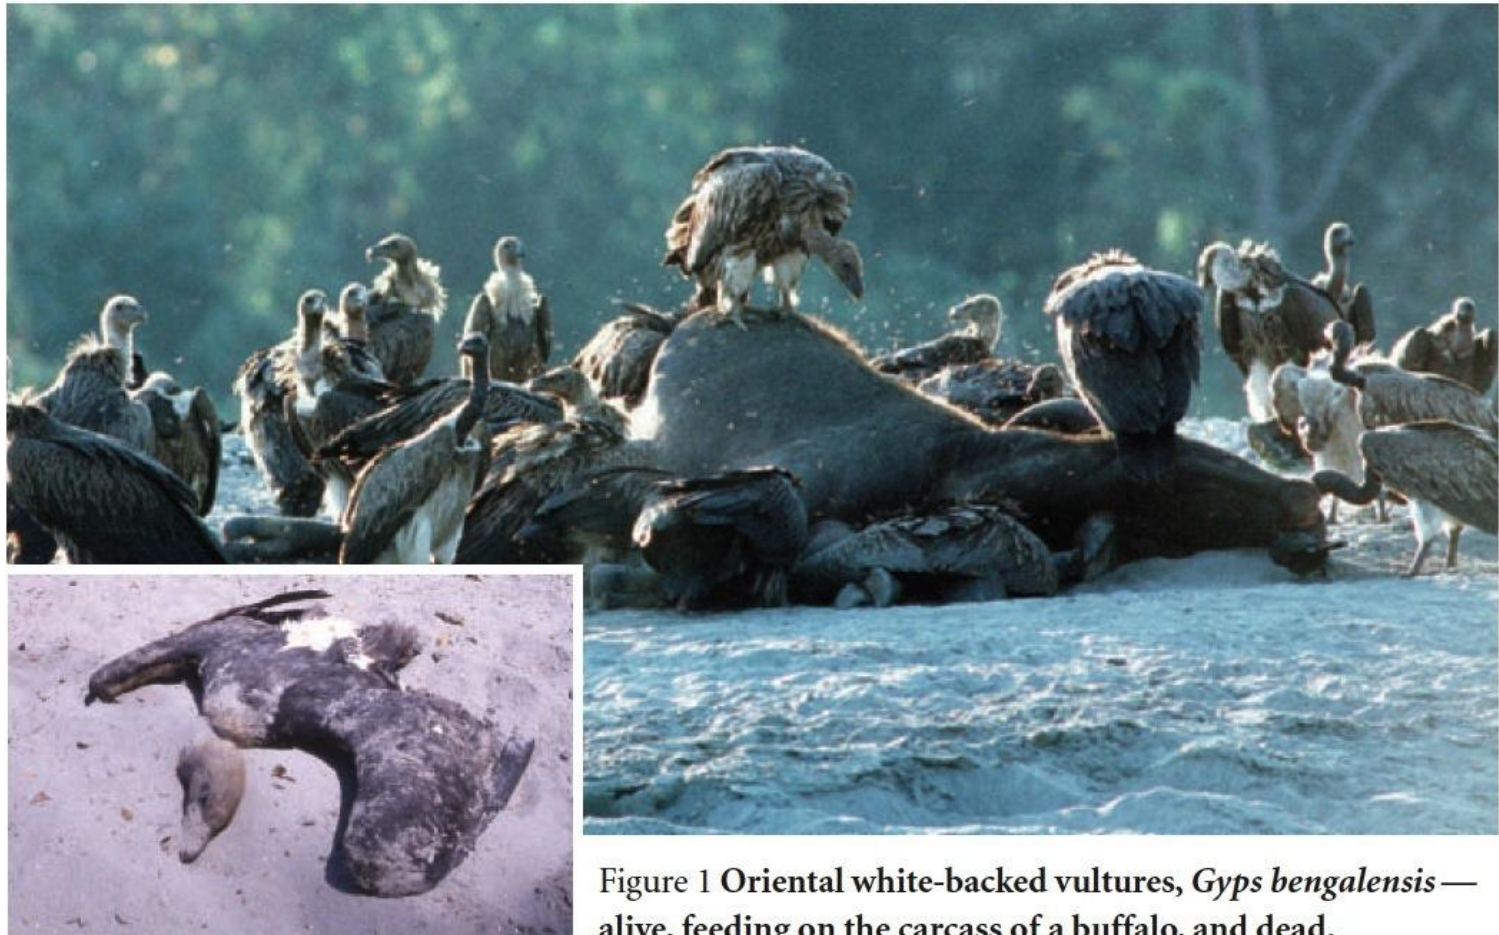 Figure 1 Oriental white-backed vultures, Gyps bengalensis —
alive, feeding on the carcass of a buffalo, and dead.